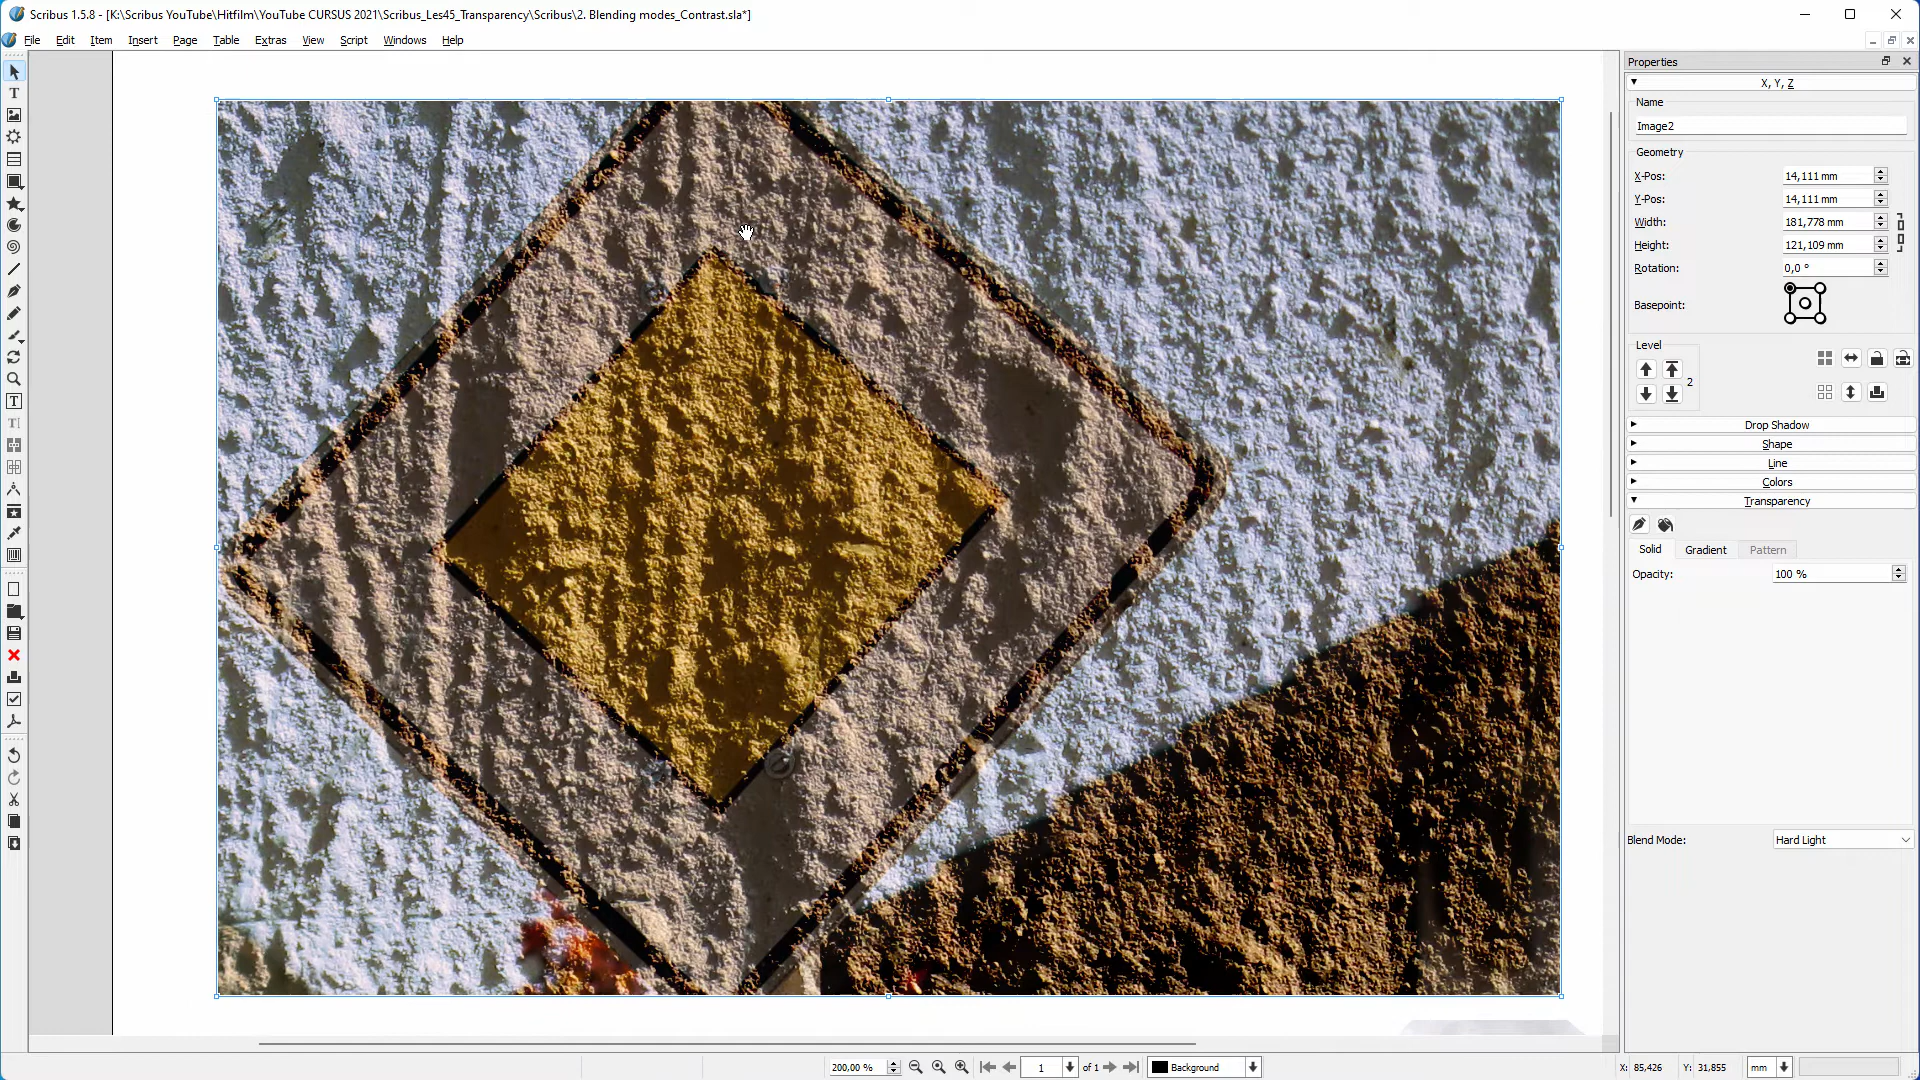 Scribus 1.5.8 - [K:\Scribus YouTube\Hitfilm\YouTube CURSUS 2021\Scribus_Les45_Transparency\Scribus\2. Blending modes_Contrast.sla*]
File Edit Item Insert Page Table Extras View Script Windows Help
Properties
X, Y, Z
Name
Image2
Geometry
X-Pos: 14,111 mm
Y-Pos: 14,111 mm
Width: 181,778 mm
Height: 121,109 mm
Rotation: 0,0 °
Basepoint:
Level
2
Drop Shadow
Shape
Line
Colors
Transparency
Solid Gradient Pattern
Opacity: 100 %
Blend Mode: Hard Light
200,00 % 1 of 1 Background X: 85,426 Y: 31,855 mm